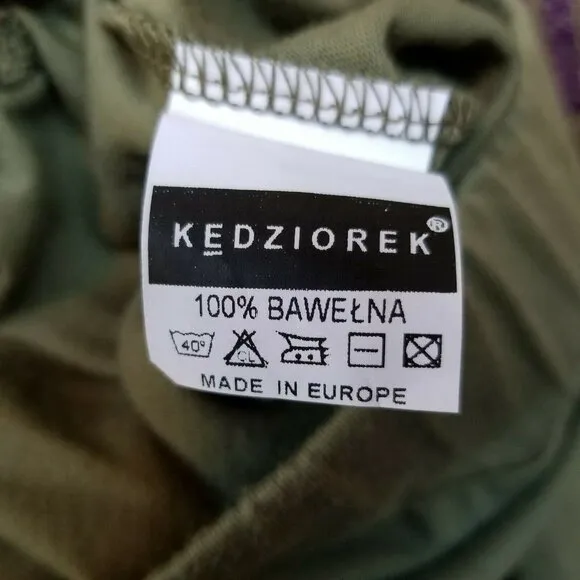 KĘDZIOREK®
100% BAWEŁNA
40° CL
MADE IN EUROPE